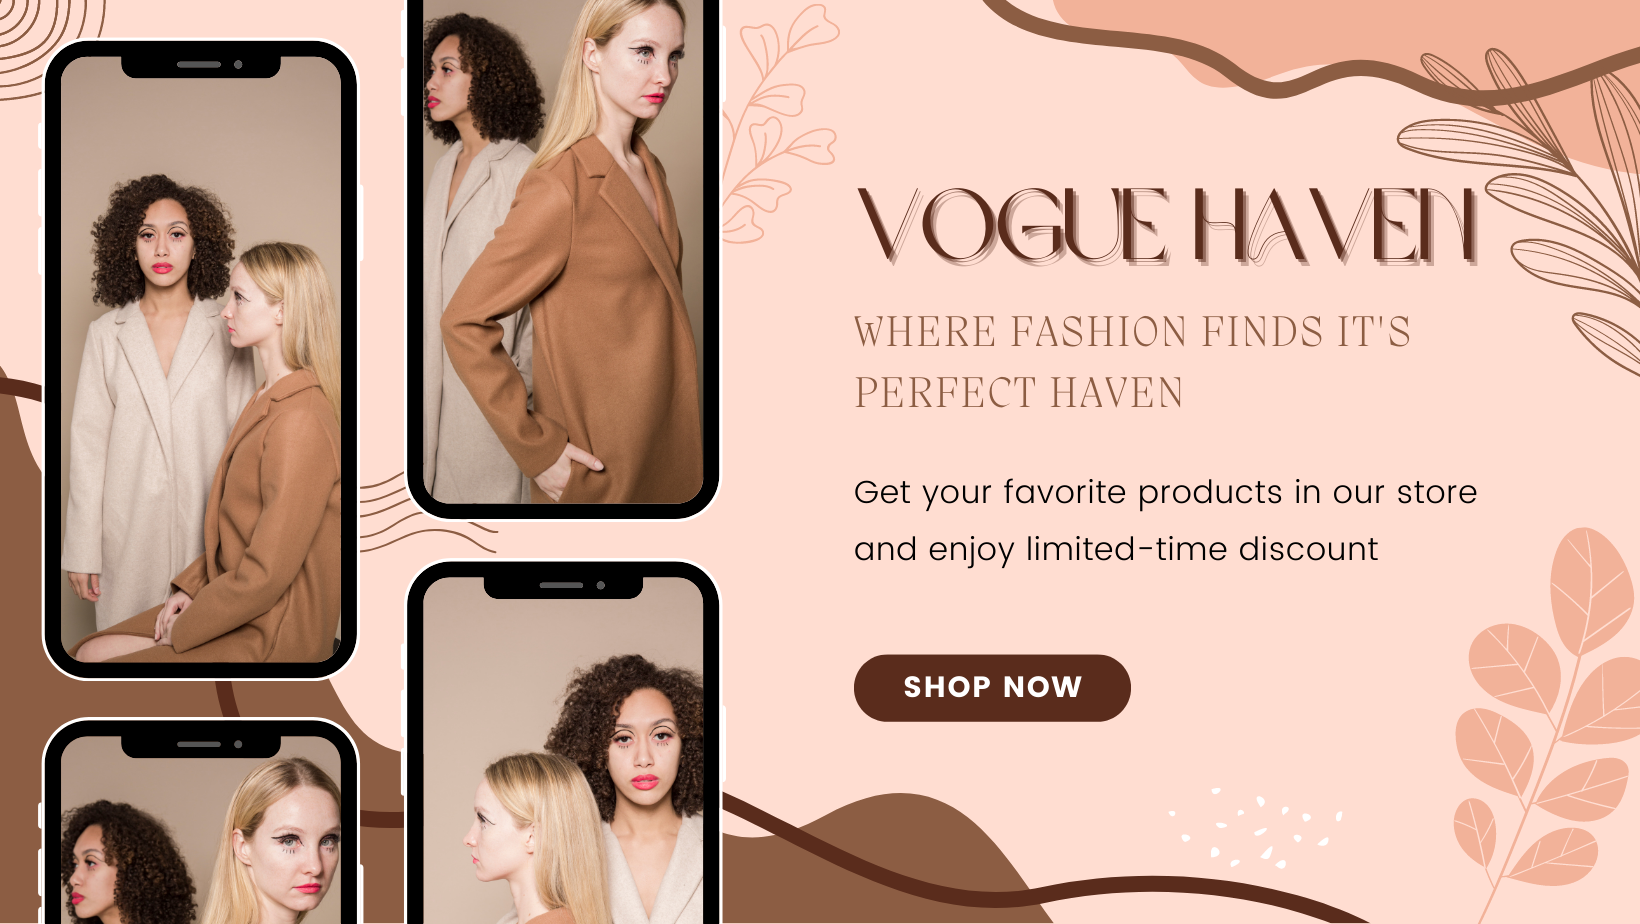 VOGUE HAVEN
WHERE FASHION FINDS IT'S
PERFECT HAVEN
Get your favorite products in our store
and enjoy limited-time discount
SHOP NOW